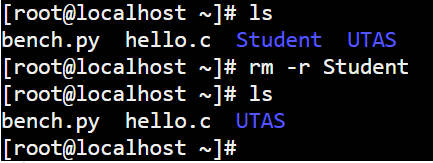 [root@localhost ~]# ls
bench.py  hello.c  Student  UTAS
[root@localhost ~]# rm -r Student
[root@localhost ~]# ls
bench.py  hello.c  UTAS
[root@localhost ~]#